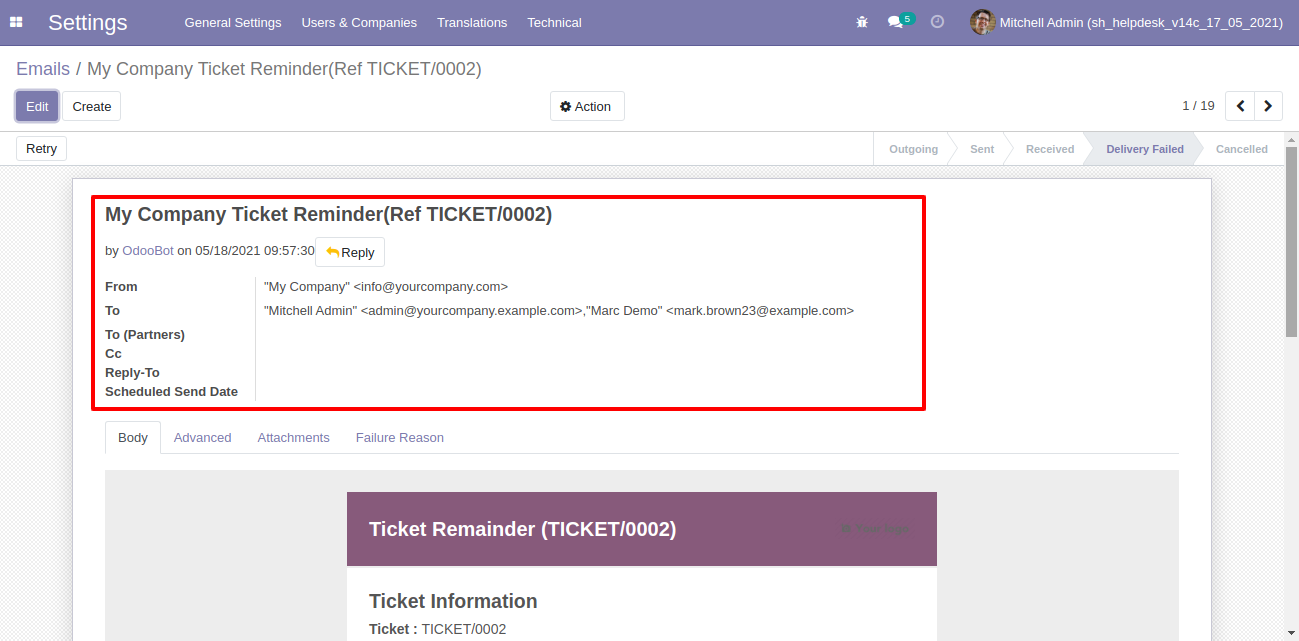 Settings General Settings Users & Companies Translations Technical 5 Mitchell Admin (sh_helpdesk_v14c_17_05_2021)
Emails / My Company Ticket Reminder(Ref TICKET/0002)
Edit Create Action 1 / 19
Retry Outgoing Sent Received Delivery Failed Cancelled
My Company Ticket Reminder(Ref TICKET/0002)
by OdooBot on 05/18/2021 09:57:30 Reply
From "My Company" <info@yourcompany.com>
To "Mitchell Admin" <admin@yourcompany.example.com>,"Marc Demo" <mark.brown23@example.com>
To (Partners)
Cc
Reply-To
Scheduled Send Date
Body Advanced Attachments Failure Reason
Ticket Remainder (TICKET/0002)
Ticket Information
Ticket : TICKET/0002